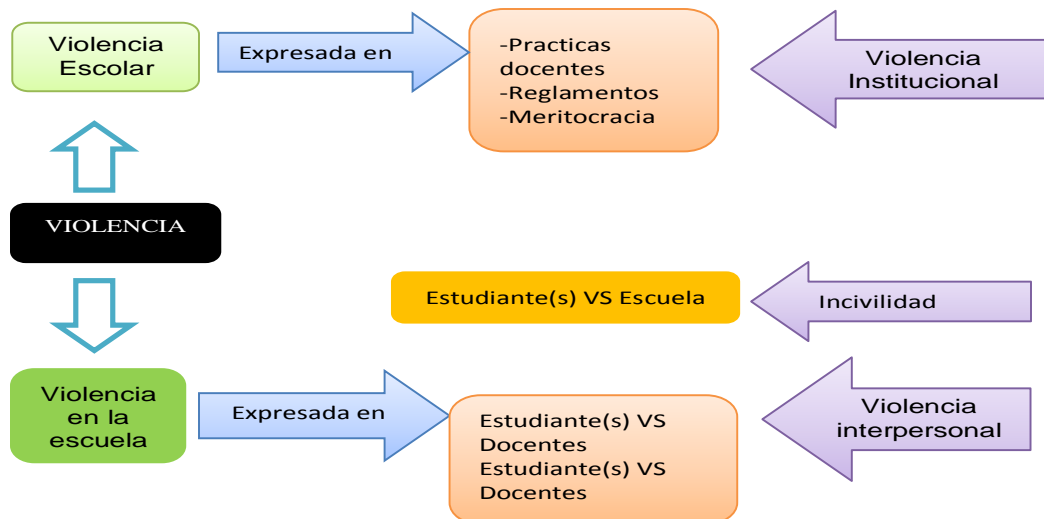 Violencia
Escolar
Expresada en
-Practicas
docentes
-Reglamentos
-Meritocracia
Violencia
Institucional
VIOLENCIA
Estudiante(s) VS Escuela
Incivilidad
Violencia
en la
escuela
Expresada en
Estudiante(s) VS
Docentes
Estudiante(s) VS
Docentes
Violencia
interpersonal